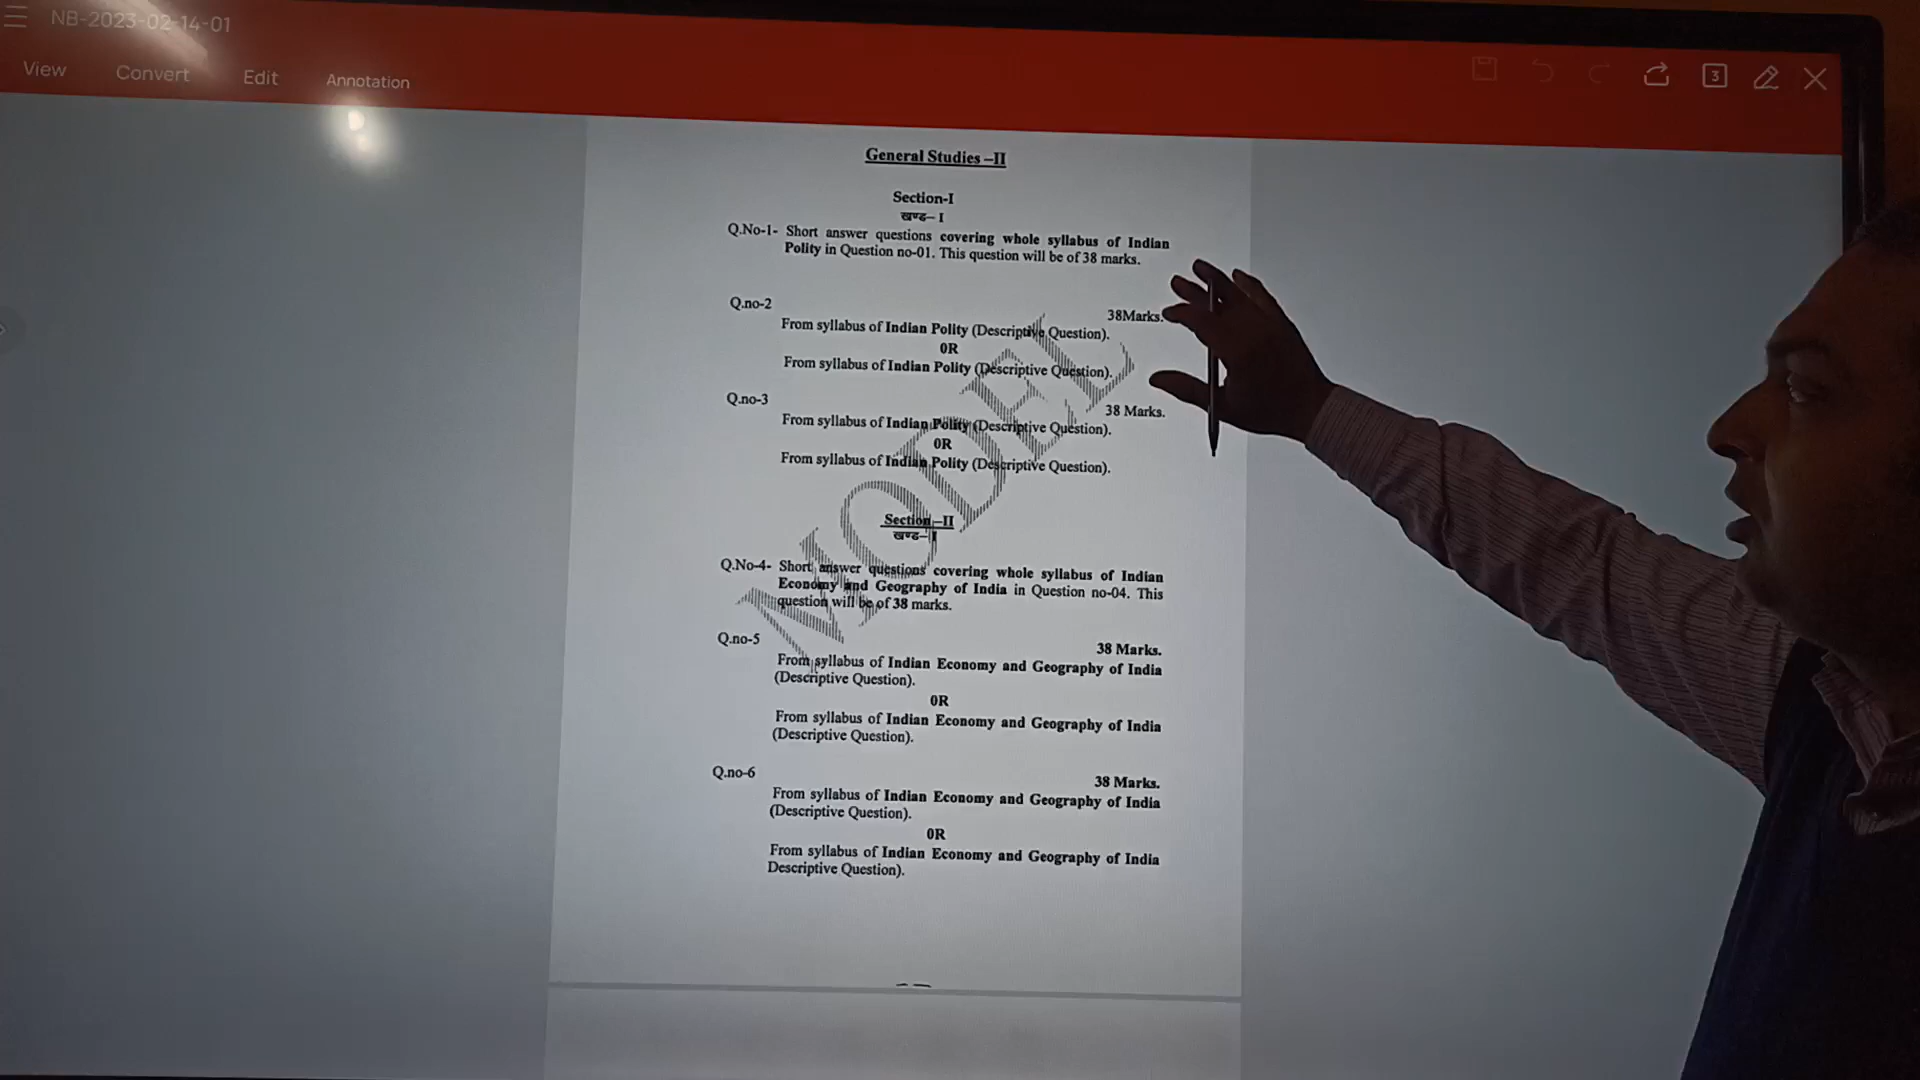 NB-2023-02-14-01
View Convert Edit Annotation
3
General Studies –II
Section-I
खण्ड– I
Q.No-1- Short answer questions covering whole syllabus of Indian
Polity in Question no-01. This question will be of 38 marks.
Q.no-2
38Marks.
From syllabus of Indian Polity (Descriptive Question).
OR
From syllabus of Indian Polity (Descriptive Question).
Q.no-3
38 Marks.
From syllabus of Indian Polity (Descriptive Question).
OR
From syllabus of Indian Polity (Descriptive Question).
Section –II
खण्ड–II
Q.No-4- Short answer questions covering whole syllabus of Indian
Economy and Geography of India in Question no-04. This
question will be of 38 marks.
Q.no-5
38 Marks.
From syllabus of Indian Economy and Geography of India
(Descriptive Question).
OR
From syllabus of Indian Economy and Geography of India
(Descriptive Question).
Q.no-6
38 Marks.
From syllabus of Indian Economy and Geography of India
(Descriptive Question).
OR
From syllabus of Indian Economy and Geography of India
Descriptive Question).
MODEL